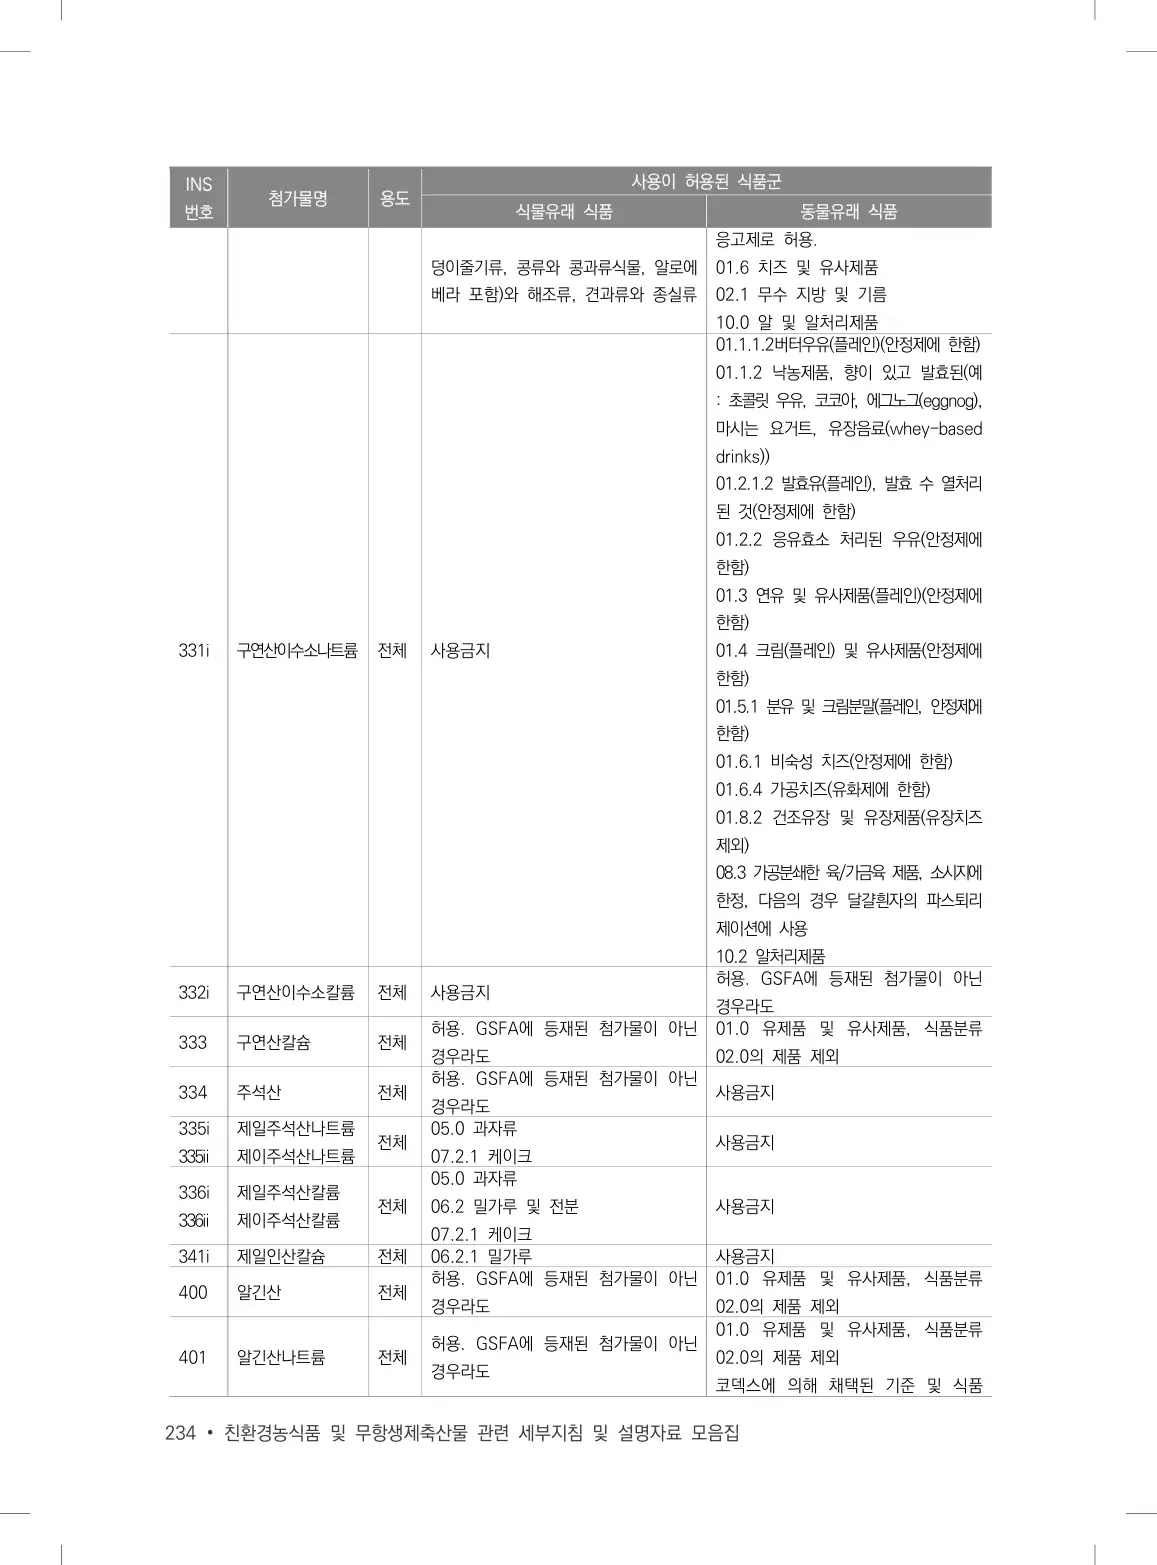 INS
번호
첨가물명
용도
사용이 허용된 식품군
식물유래 식품
동물유래 식품
덩이줄기류, 콩류와 콩과류식물, 알로에
베라 포함)와 해조류, 견과류와 종실류
응고제로 허용.
01.6 치즈 및 유사제품
02.1 무수 지방 및 기름
10.0 알 및 알처리제품
331i
구연산이수소나트륨
전체
사용금지
01.1.1.2버터우유(플레인)(안정제에 한함)
01.1.2 낙농제품, 향이 있고 발효된(예
: 초콜릿 우유, 코코아, 에그노그(eggnog),
마시는 요거트, 유장음료(whey-based
drinks))
01.2.1.2 발효유(플레인), 발효 수 열처리
된 것(안정제에 한함)
01.2.2 응유효소 처리된 우유(안정제에
한함)
01.3 연유 및 유사제품(플레인)(안정제에
한함)
01.4 크림(플레인) 및 유사제품(안정제에
한함)
01.5.1 분유 및 크림분말(플레인, 안정제에
한함)
01.6.1 비숙성 치즈(안정제에 한함)
01.6.4 가공치즈(유화제에 한함)
01.8.2 건조유장 및 유장제품(유장치즈
제외)
08.3 가공분쇄한 육/가금육 제품, 소시지에
한정, 다음의 경우 달걀흰자의 파스퇴리
제이션에 사용
10.2 알처리제품
332i
구연산이수소칼륨
전체
사용금지
허용. GSFA에 등재된 첨가물이 아닌
경우라도
333
구연산칼슘
전체
허용. GSFA에 등재된 첨가물이 아닌
경우라도
01.0 유제품 및 유사제품, 식품분류
02.0의 제품 제외
334
주석산
전체
허용. GSFA에 등재된 첨가물이 아닌
경우라도
사용금지
335i
335ii
제일주석산나트륨
제이주석산나트륨
전체
05.0 과자류
07.2.1 케이크
사용금지
336i
336ii
제일주석산칼륨
제이주석산칼륨
전체
05.0 과자류
06.2 밀가루 및 전분
07.2.1 케이크
사용금지
341i
제일인산칼슘
전체
06.2.1 밀가루
사용금지
400
알긴산
전체
허용. GSFA에 등재된 첨가물이 아닌
경우라도
01.0 유제품 및 유사제품, 식품분류
02.0의 제품 제외
401
알긴산나트륨
전체
허용. GSFA에 등재된 첨가물이 아닌
경우라도
01.0 유제품 및 유사제품, 식품분류
02.0의 제품 제외
코덱스에 의해 채택된 기준 및 식품
234 • 친환경농식품 및 무항생제축산물 관련 세부지침 및 설명자료 모음집